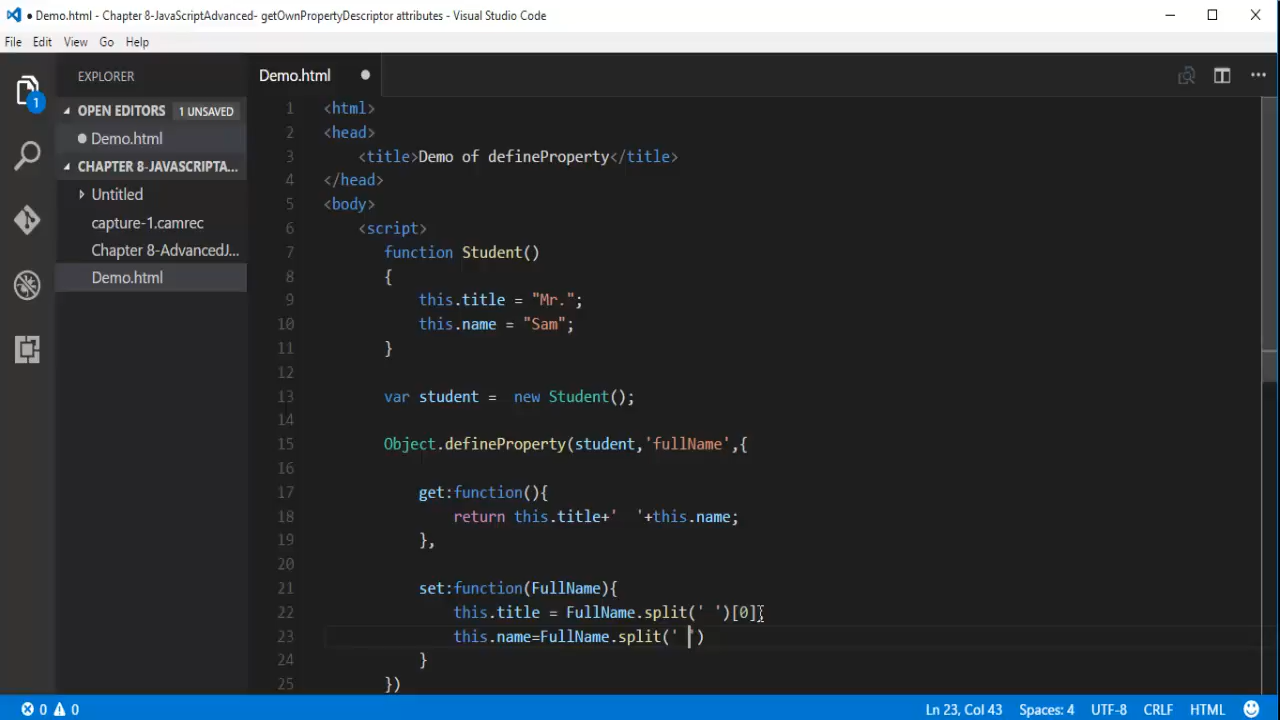 ● Demo.html - Chapter 8-JavaScriptAdvanced- getOwnPropertyDescriptor attributes - Visual Studio Code
File Edit View Go Help
EXPLORER
Demo.html
OPEN EDITORS 1 UNSAVED
Demo.html
CHAPTER 8-JAVASCRIPTA...
Untitled
capture-1.camrec
Chapter 8-AdvancedJ...
Demo.html
1
1 <html>
2 <head>
3 <title>Demo of defineProperty</title>
4 </head>
5 <body>
6 <script>
7 function Student()
8 {
9 this.title = "Mr.";
10 this.name = "Sam";
11 }
12
13 var student =  new Student();
14
15 Object.defineProperty(student,'fullName',{
16
17 get:function(){
18 return this.title+'  '+this.name;
19 },
20
21 set:function(FullName){
22 this.title = FullName.split(' ')[0];
23 this.name=FullName.split(' ')
24 }
25 })
0 0 Ln 23, Col 43 Spaces: 4 UTF-8 CRLF HTML